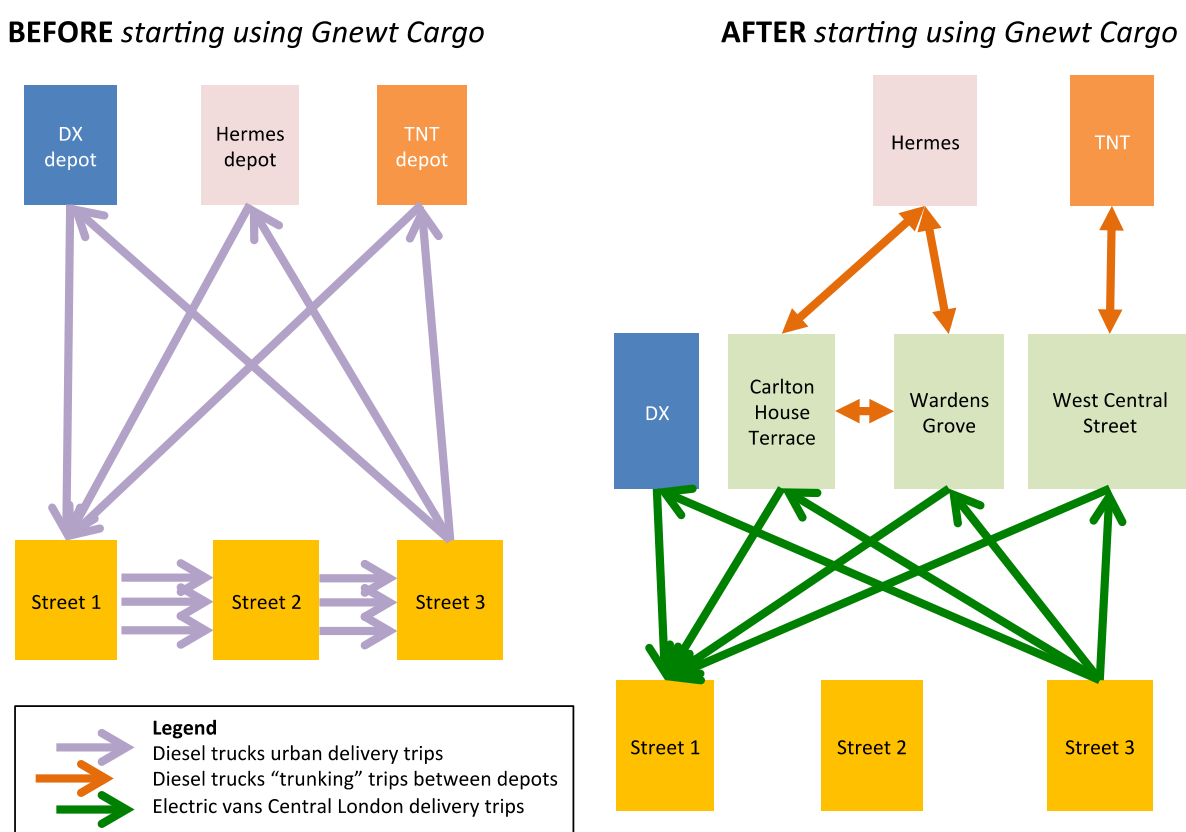 BEFORE starting using Gnewt Cargo
DX
depot
Hermes
depot
TNT
depot
Street 1
Street 2
Street 3
AFTER starting using Gnewt Cargo
Hermes
TNT
DX
Carlton
House
Terrace
Wardens
Grove
West Central
Street
Street 1
Street 2
Street 3
Legend
Diesel trucks urban delivery trips
Diesel trucks “trunking” trips between depots
Electric vans Central London delivery trips